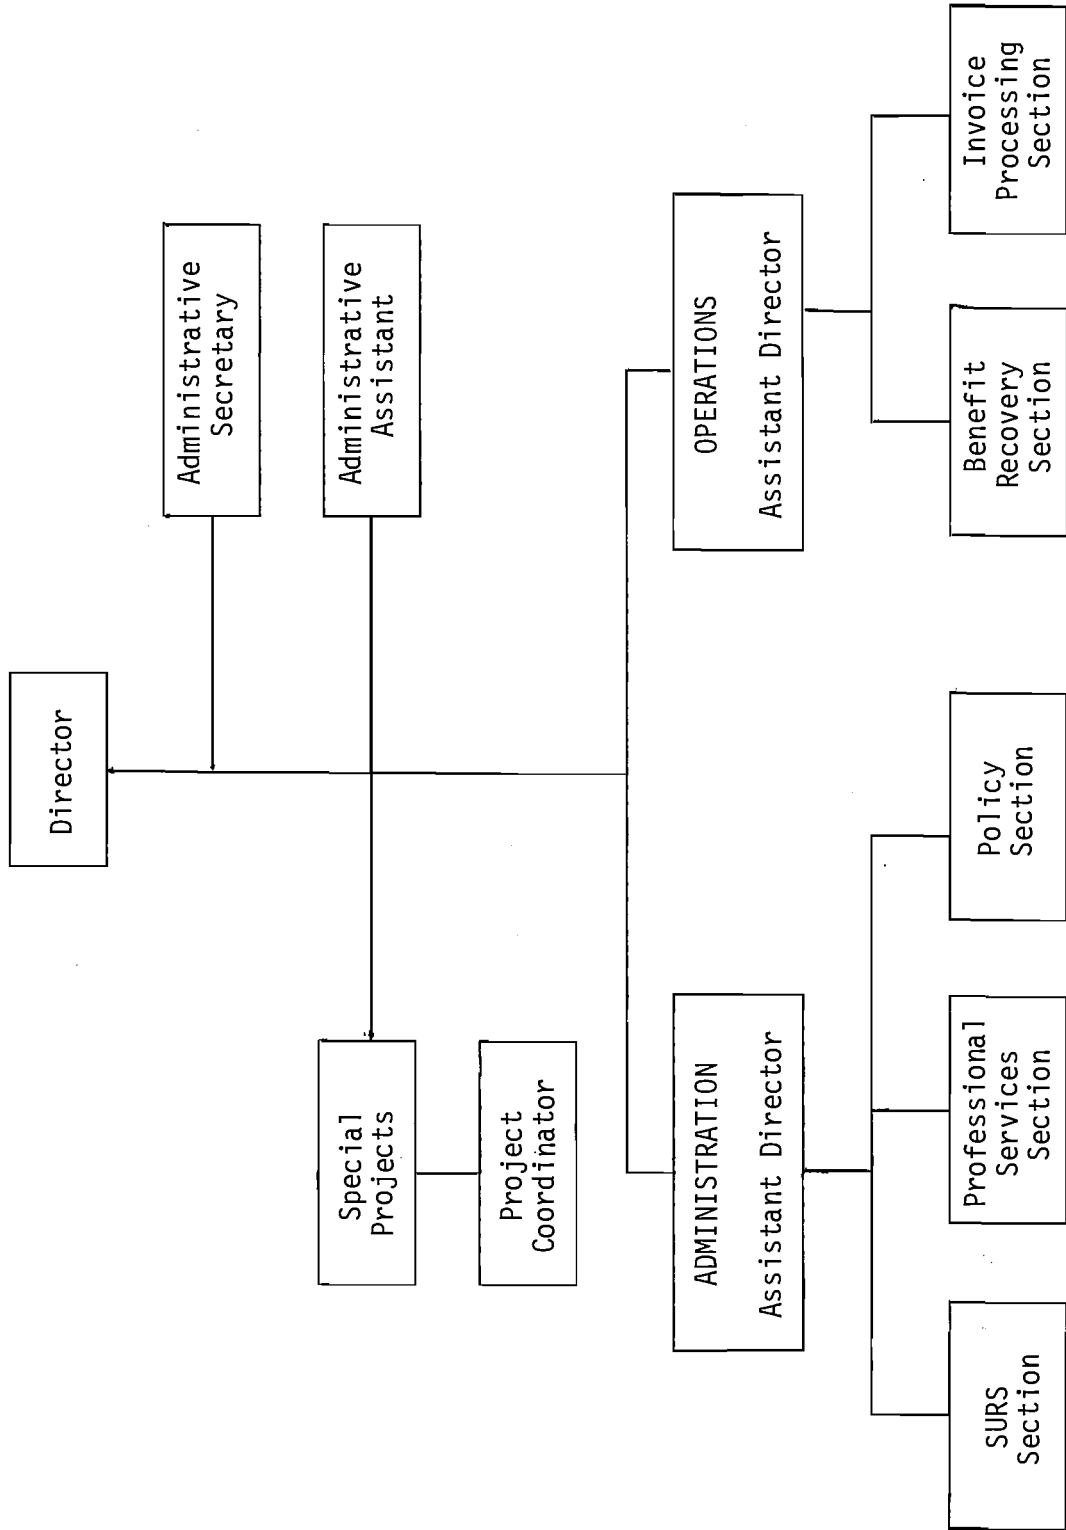 Director
Administrative
Secretary
Special
Projects
Administrative
Assistant
Project
Coordinator
ADMINISTRATION
Assistant Director
OPERATIONS
Assistant Director
SURS
Section
Professional
Services
Section
Policy
Section
Benefit
Recovery
Section
Invoice
Processing
Section